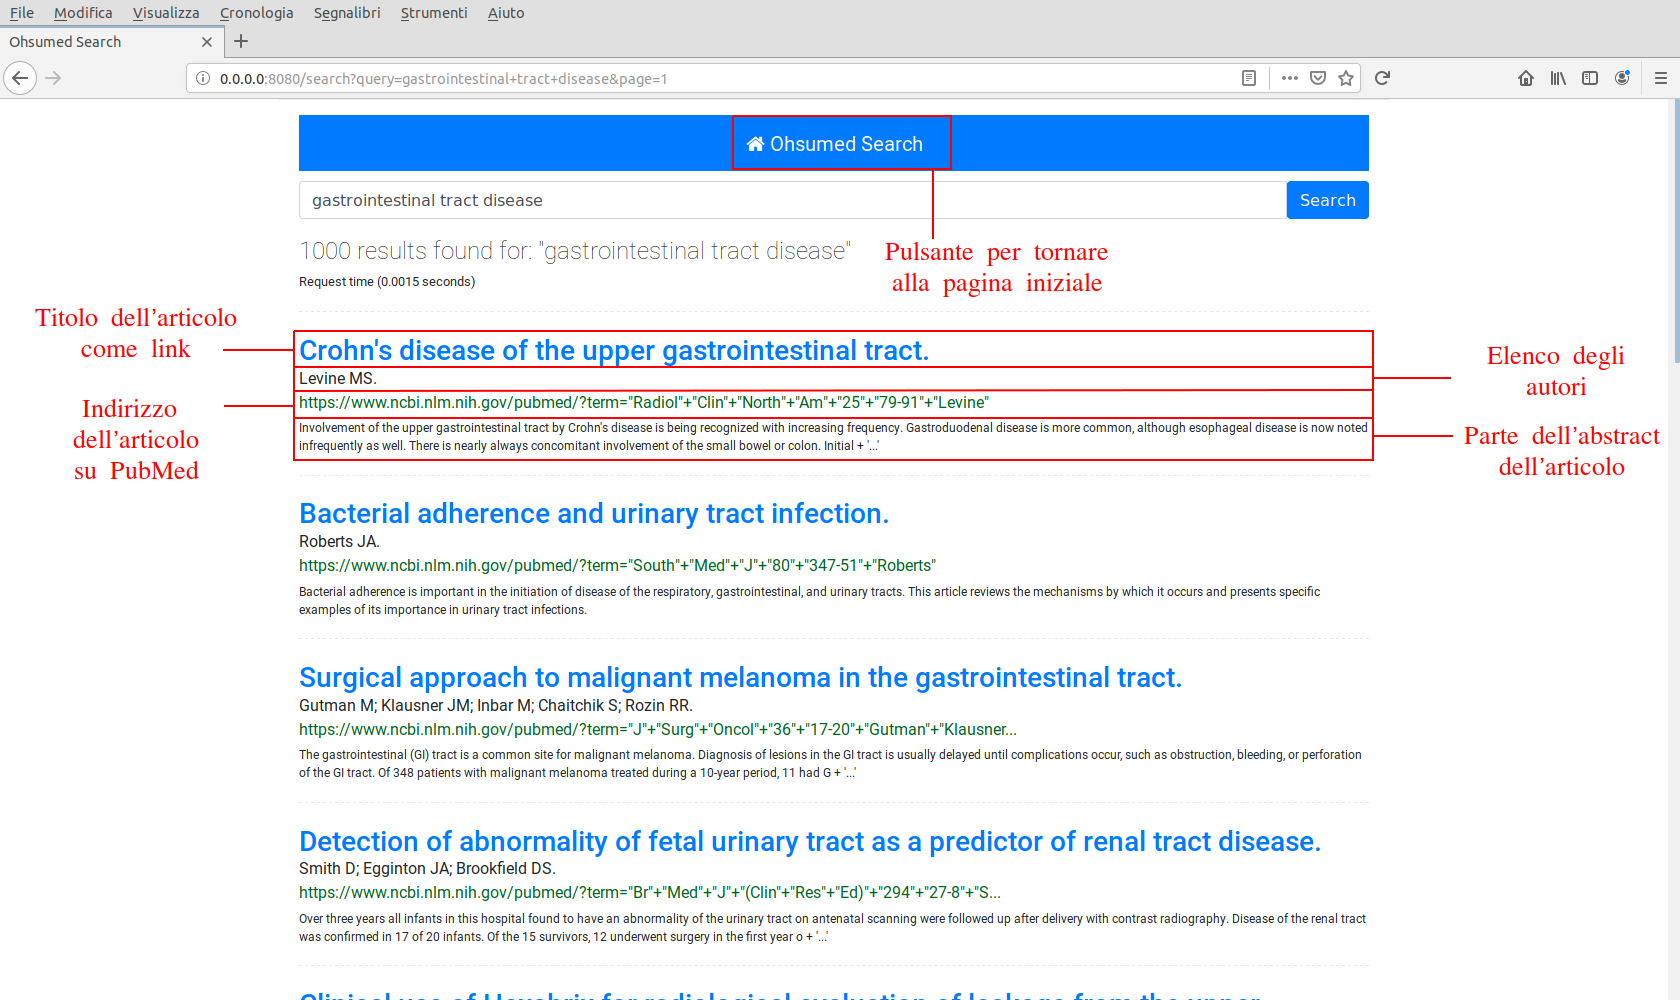 File Modifica Visualizza Cronologia Segnalibri Strumenti Aiuto
Ohsumed Search
0.0.0.0:8080/search?query=gastrointestinal+tract+disease&page=1
Ohsumed Search
gastrointestinal tract disease
Search
1000 results found for: "gastrointestinal tract disease"
Request time (0.0015 seconds)
Pulsante per tornare
alla pagina iniziale
Titolo dell'articolo
come link
Crohn's disease of the upper gastrointestinal tract.
Levine MS.
Elenco degli
autori
https://www.ncbi.nlm.nih.gov/pubmed/?term="Radiol"+"Clin"+"North"+"Am"+"25"+"79-91"+"Levine"
Indirizzo
dell'articolo
su PubMed
Involvement of the upper gastrointestinal tract by Crohn's disease is being recognized with increasing frequency. Gastroduodenal disease is more common, although esophageal disease is now noted
infrequently as well. There is nearly always concomitant involvement of the small bowel or colon. Initial + '...'
Parte dell'abstract
dell'articolo
Bacterial adherence and urinary tract infection.
Roberts JA.
https://www.ncbi.nlm.nih.gov/pubmed/?term="South"+"Med"+"J"+"80"+"347-51"+"Roberts"
Bacterial adherence is important in the initiation of disease of the respiratory, gastrointestinal, and urinary tracts. This article reviews the mechanisms by which it occurs and presents specific
examples of its importance in urinary tract infections.
Surgical approach to malignant melanoma in the gastrointestinal tract.
Gutman M; Klausner JM; Inbar M; Chaitchik S; Rozin RR.
https://www.ncbi.nlm.nih.gov/pubmed/?term="J"+"Surg"+"Oncol"+"36"+"17-20"+"Gutman"+"Klausner...
The gastrointestinal (GI) tract is a common site for malignant melanoma. Diagnosis of lesions in the GI tract is usually delayed until complications occur, such as obstruction, bleeding, or perforation
of the GI tract. Of 348 patients with malignant melanoma treated during a 10-year period, 11 had G + '...'
Detection of abnormality of fetal urinary tract as a predictor of renal tract disease.
Smith D; Egginton JA; Brookfield DS.
https://www.ncbi.nlm.nih.gov/pubmed/?term="Br"+"Med"+"J"+"(Clin"+"Res"+"Ed)"+"294"+"27-8"+"S...
Over three years all infants in this hospital found to have an abnormality of the urinary tract on antenatal scanning were followed up after delivery with contrast radiography. Disease of the renal tract
was confirmed in 17 of 20 infants. Of the 15 survivors, 12 underwent surgery in the first year o + '...'
Clinical use of Hexabrix for radiological evaluation of leakage from the upper